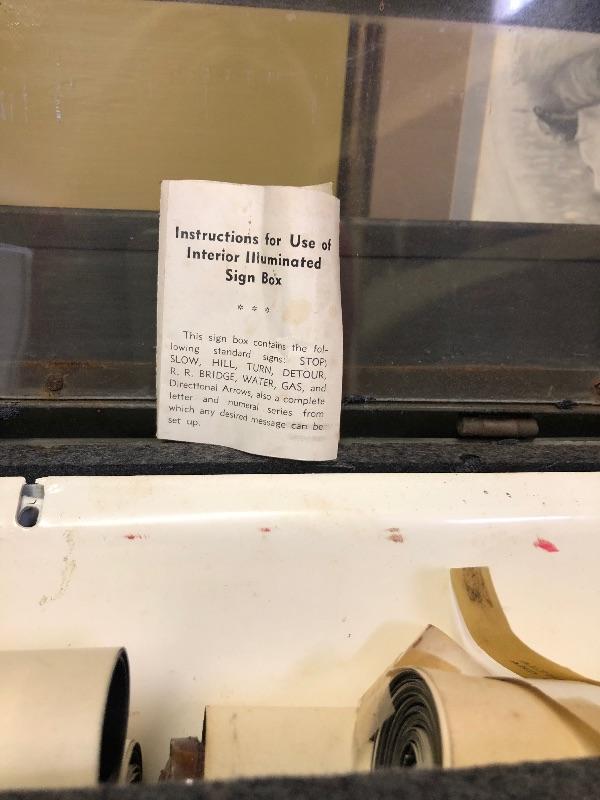 Instructions for Use of
Interior Illuminated
Sign Box
* * *
This sign box contains the fol-
lowing standard signs: STOP,
SLOW, HILL, TURN, DETOUR,
R. R. BRIDGE, WATER, GAS, and
Directional Arrows, also a complete
letter and numeral series from
which any desired message can be
set up.